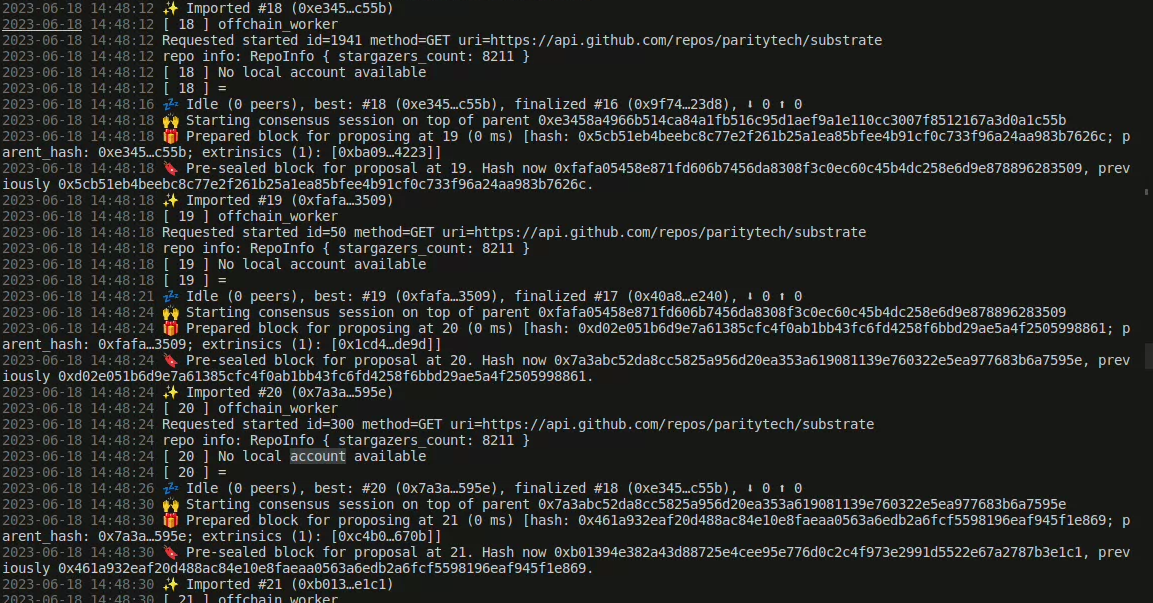 2023-06-18 14:48:12 ✨ Imported #18 (0xe345…c55b)
2023-06-18 14:48:12 [ 18 ] offchain_worker
2023-06-18 14:48:12 Requested started id=1941 method=GET uri=https://api.github.com/repos/paritytech/substrate
2023-06-18 14:48:12 repo info: RepoInfo { stargazers_count: 8211 }
2023-06-18 14:48:12 [ 18 ] No local account available
2023-06-18 14:48:12 [ 18 ] =
2023-06-18 14:48:16 💤 Idle (0 peers), best: #18 (0xe345…c55b), finalized #16 (0x9f74…23d8), ⬇ 0 ⬆ 0
2023-06-18 14:48:18 🙌 Starting consensus session on top of parent 0xe3458a4966b514ca84a1fb516c95d1aef9a1e110cc3007f8512167a3d0a1c55b
2023-06-18 14:48:18 🎁 Prepared block for proposing at 19 (0 ms) [hash: 0x5cb51eb4beebc8c77e2f261b25a1ea85bfee4b91cf0c733f96a24aa983b7626c; p
arent_hash: 0xe345…c55b; extrinsics (1): [0xba09…4223]]
2023-06-18 14:48:18 🔖 Pre-sealed block for proposal at 19. Hash now 0xfafa05458e871fd606b7456da8308f3c0ec60c45b4dc258e6d9e878896283509, prev
iously 0x5cb51eb4beebc8c77e2f261b25a1ea85bfee4b91cf0c733f96a24aa983b7626c.
2023-06-18 14:48:18 ✨ Imported #19 (0xfafa…3509)
2023-06-18 14:48:18 [ 19 ] offchain_worker
2023-06-18 14:48:18 Requested started id=50 method=GET uri=https://api.github.com/repos/paritytech/substrate
2023-06-18 14:48:18 repo info: RepoInfo { stargazers_count: 8211 }
2023-06-18 14:48:18 [ 19 ] No local account available
2023-06-18 14:48:18 [ 19 ] =
2023-06-18 14:48:21 💤 Idle (0 peers), best: #19 (0xfafa…3509), finalized #17 (0x40a8…e240), ⬇ 0 ⬆ 0
2023-06-18 14:48:24 🙌 Starting consensus session on top of parent 0xfafa05458e871fd606b7456da8308f3c0ec60c45b4dc258e6d9e878896283509
2023-06-18 14:48:24 🎁 Prepared block for proposing at 20 (0 ms) [hash: 0xd02e051b6d9e7a61385cfc4f0ab1bb43fc6fd4258f6bbd29ae5a4f2505998861; p
arent_hash: 0xfafa…3509; extrinsics (1): [0x1cd4…de9d]]
2023-06-18 14:48:24 🔖 Pre-sealed block for proposal at 20. Hash now 0x7a3abc52da8cc5825a956d20ea353a619081139e760322e5ea977683b6a7595e, prev
iously 0xd02e051b6d9e7a61385cfc4f0ab1bb43fc6fd4258f6bbd29ae5a4f2505998861.
2023-06-18 14:48:24 ✨ Imported #20 (0x7a3a…595e)
2023-06-18 14:48:24 [ 20 ] offchain_worker
2023-06-18 14:48:24 Requested started id=300 method=GET uri=https://api.github.com/repos/paritytech/substrate
2023-06-18 14:48:24 repo info: RepoInfo { stargazers_count: 8211 }
2023-06-18 14:48:24 [ 20 ] No local account available
2023-06-18 14:48:24 [ 20 ] =
2023-06-18 14:48:26 💤 Idle (0 peers), best: #20 (0x7a3a…595e), finalized #18 (0xe345…c55b), ⬇ 0 ⬆ 0
2023-06-18 14:48:30 🙌 Starting consensus session on top of parent 0x7a3abc52da8cc5825a956d20ea353a619081139e760322e5ea977683b6a7595e
2023-06-18 14:48:30 🎁 Prepared block for proposing at 21 (0 ms) [hash: 0x461a932eaf20d488ac84e10e8faeaa0563a6edb2a6fcf5598196eaf945f1e869; p
arent_hash: 0x7a3a…595e; extrinsics (1): [0xc4b0…670b]]
2023-06-18 14:48:30 🔖 Pre-sealed block for proposal at 21. Hash now 0xb01394e382a43d88725e4cee95e776d0c2c4f973e2991d5522e67a2787b3e1c1, prev
iously 0x461a932eaf20d488ac84e10e8faeaa0563a6edb2a6fcf5598196eaf945f1e869.
2023-06-18 14:48:30 ✨ Imported #21 (0xb013…e1c1)
2023-06-18 14:48:30 [ 21 ] offchain_worker